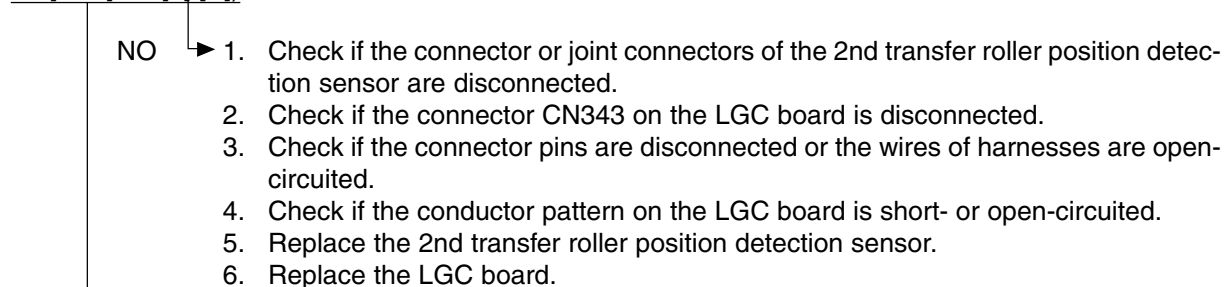 NO 1. Check if the connector or joint connectors of the 2nd transfer roller position detec-
tion sensor are disconnected.
2. Check if the connector CN343 on the LGC board is disconnected.
3. Check if the connector pins are disconnected or the wires of harnesses are open-
circuited.
4. Check if the conductor pattern on the LGC board is short- or open-circuited.
5. Replace the 2nd transfer roller position detection sensor.
6. Replace the LGC board.